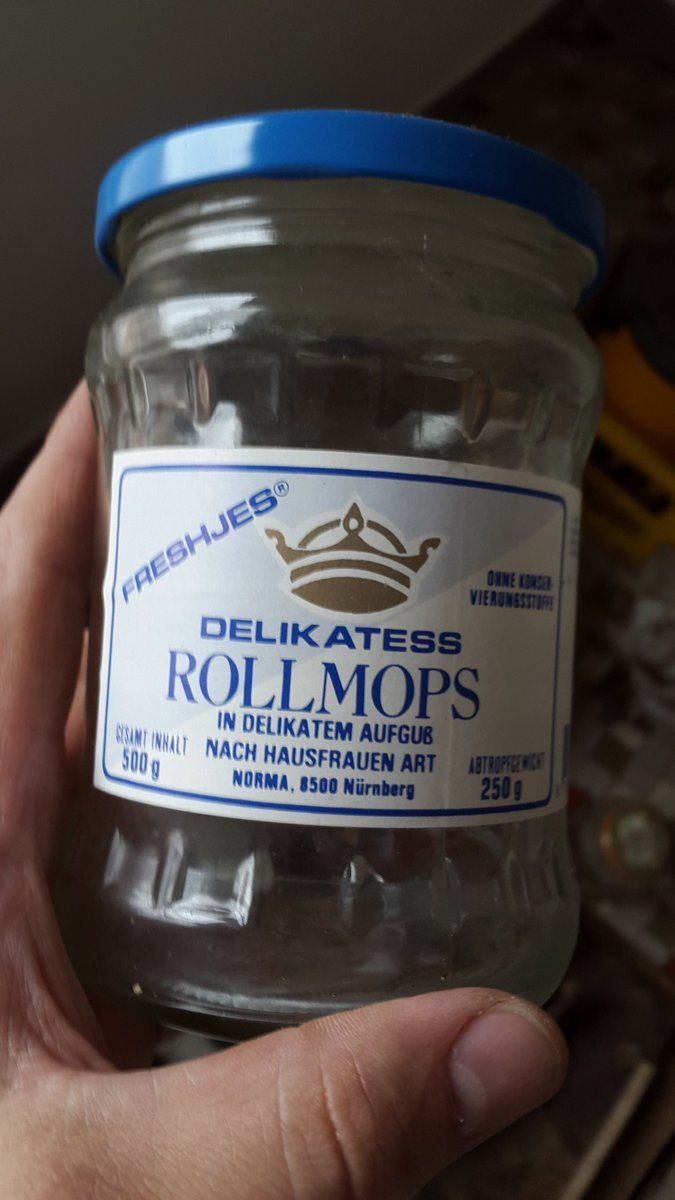 FRESHJES®
OHNE KONSER-
VIERUNGSSTOFFE
DELIKATESS
ROLLMOPS
IN DELIKATEM AUFGUß
NACH HAUSFRAUEN ART
NORMA, 8500 Nürnberg
GESAMT INHALT
500 g
ABTROPFGEWICHT
250 g